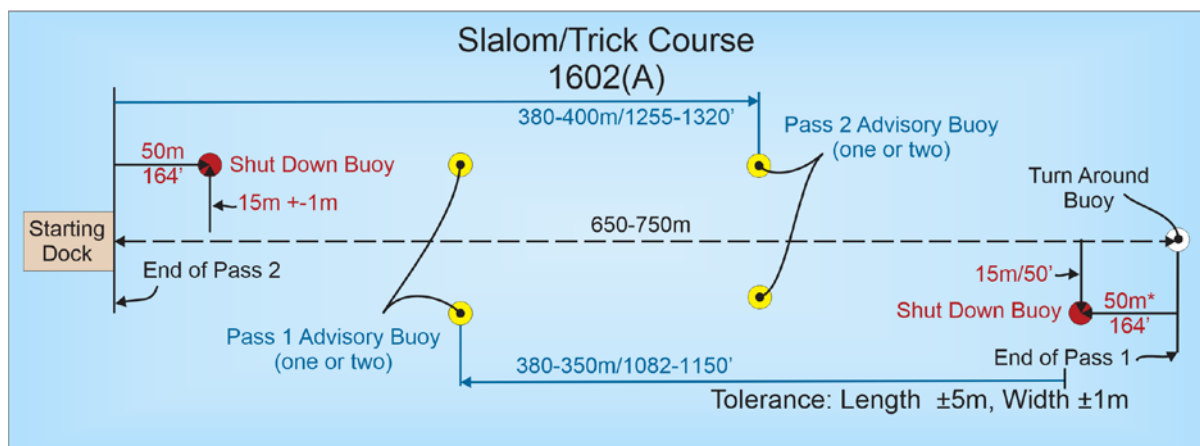 Slalom/Trick Course
1602(A)
380-400m/1255-1320'
Pass 2 Advisory Buoy
(one or two)
50m
164'
Shut Down Buoy
15m +-1m
Turn Around
Buoy
Starting
Dock
650-750m
End of Pass 2
15m/50'
Shut Down Buoy
50m*
164'
Pass 1 Advisory Buoy
(one or two)
380-350m/1082-1150'
End of Pass 1
Tolerance: Length ±5m, Width ±1m